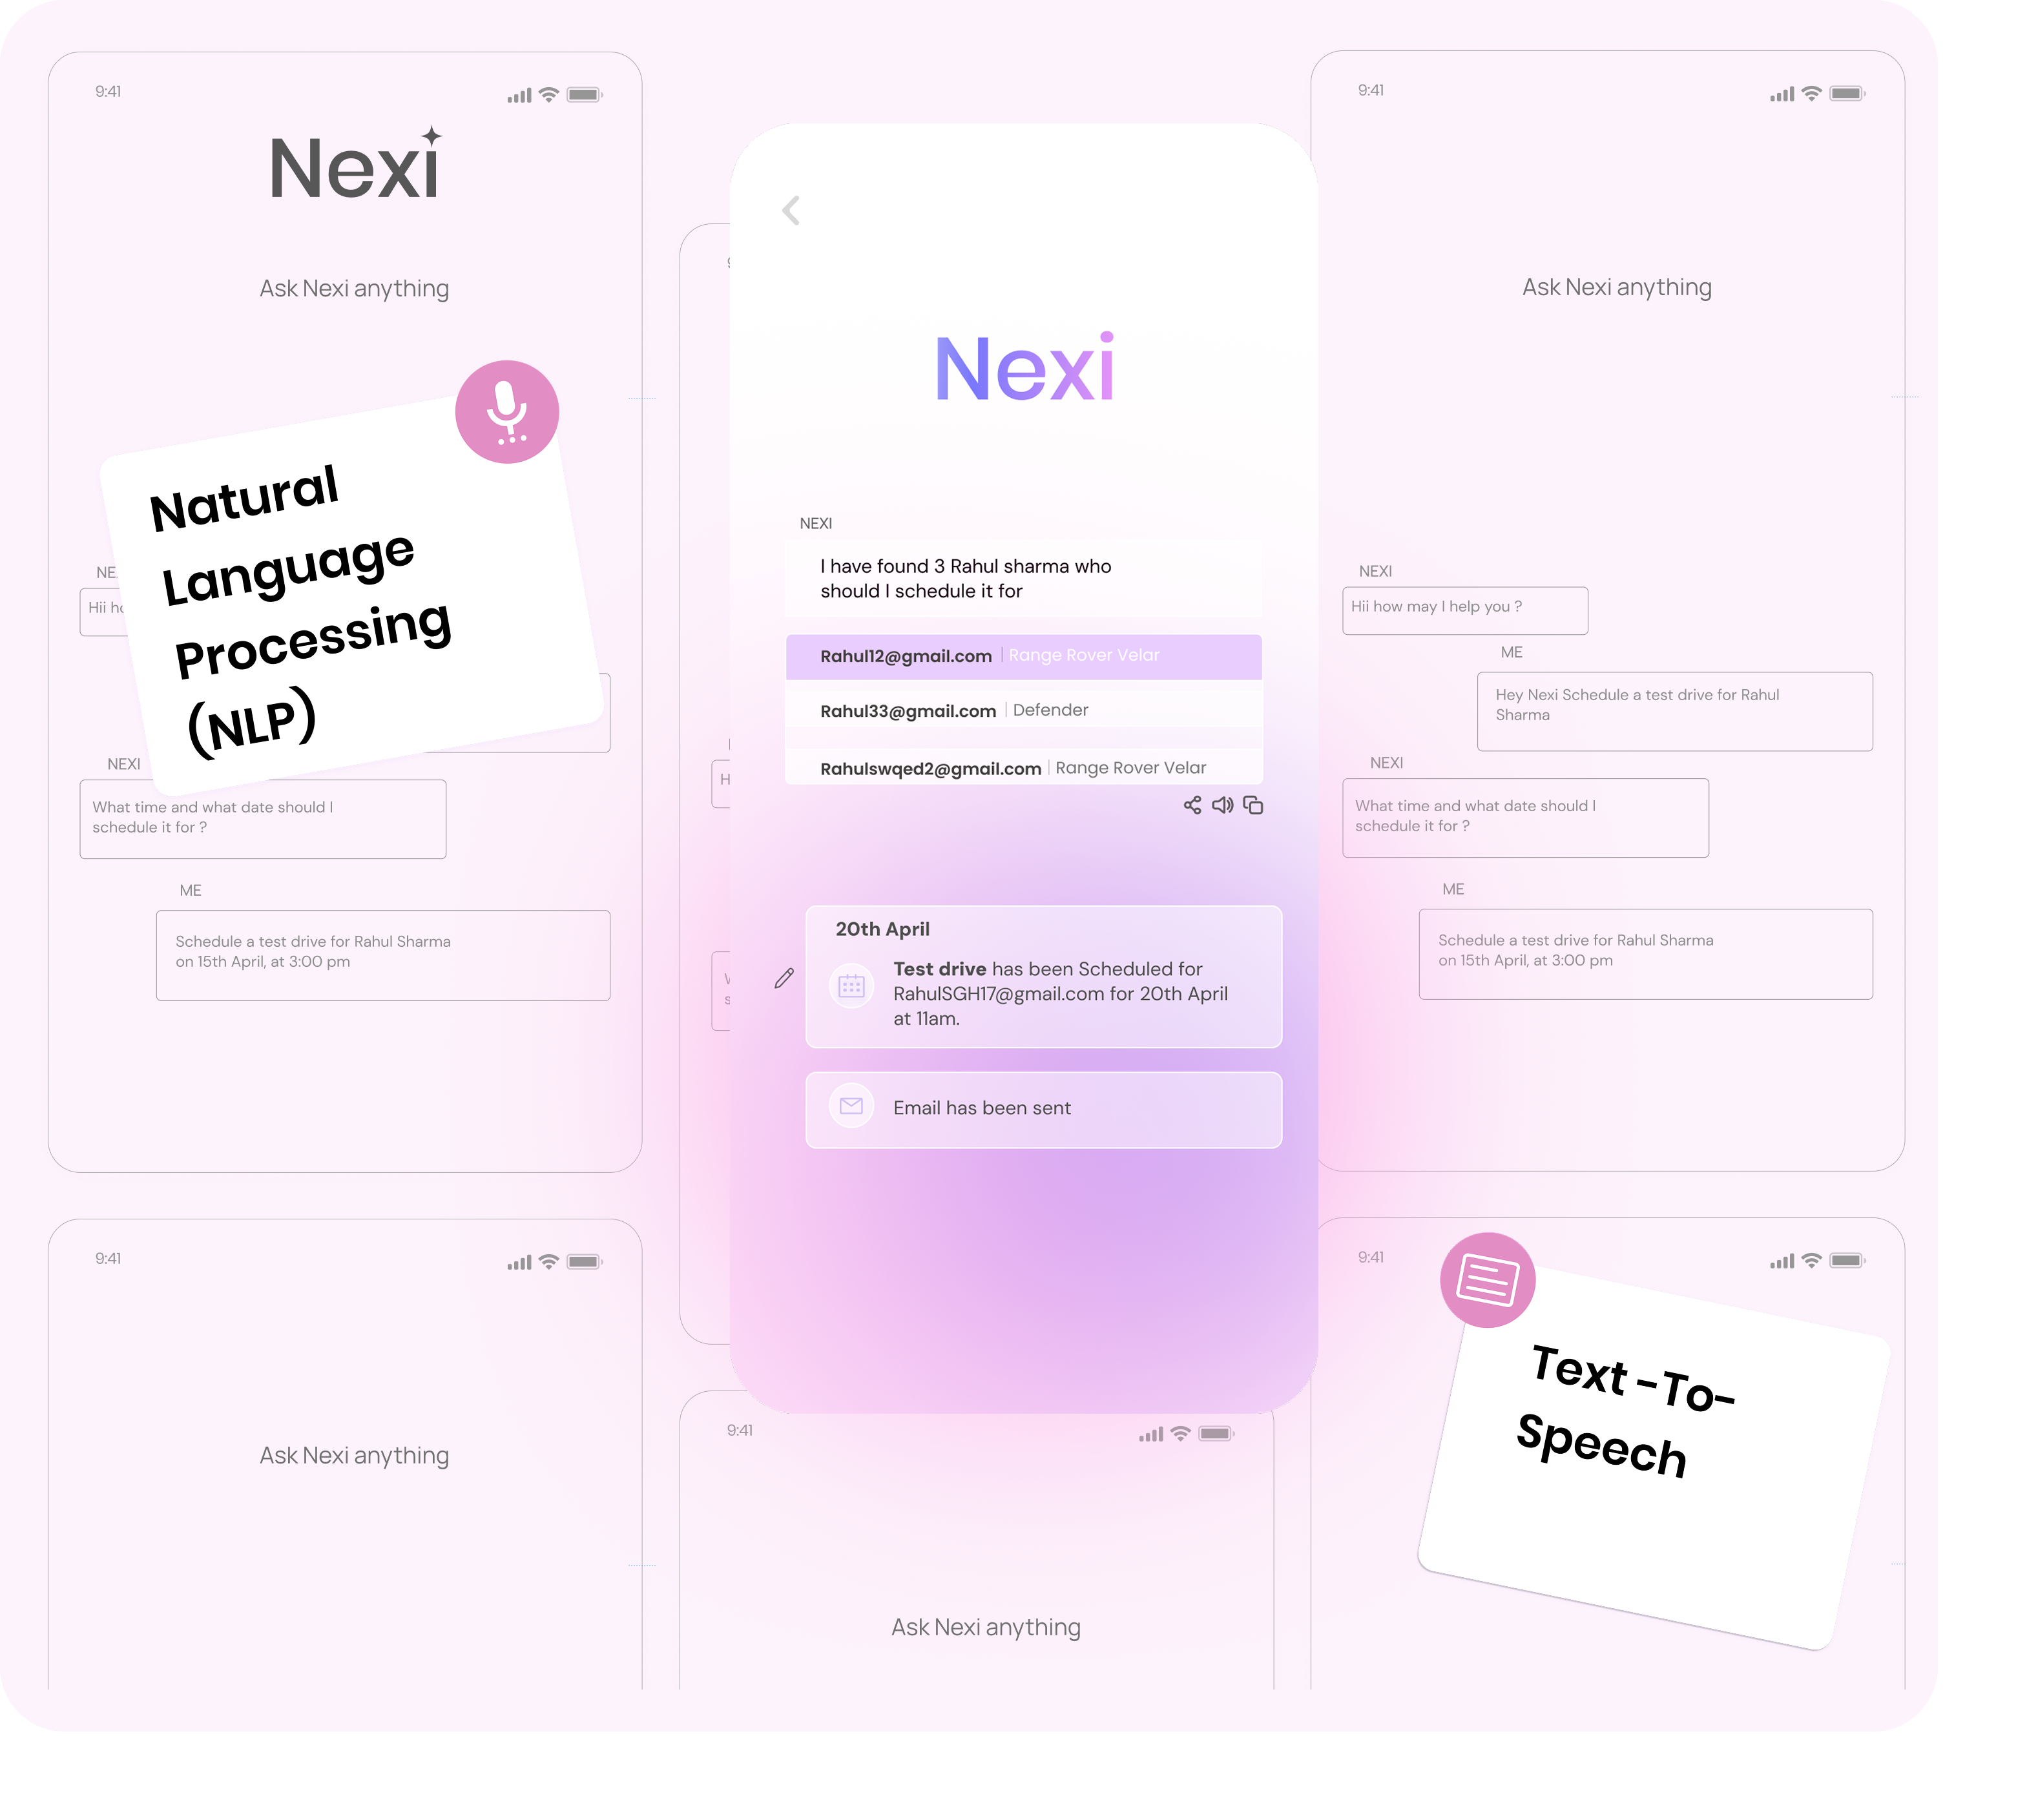 9:41
Nexi
Ask Nexi anything
Natural
Language
Processing
(NLP)
NE
Hii
NEXI
What time and what date should I
schedule it for ?
ME
Schedule a test drive for Rahul Sharma
on 15th April, at 3:00 pm
9:41
Ask Nexi anything
Nexi
NEXI
I have found 3 Rahul sharma who
should I schedule it for
Rahul12@gmail.com | Range Rover Velar
Rahul33@gmail.com | Defender
Rahulswqed2@gmail.com | Range Rover Velar
20th April
Test drive has been Scheduled for
RahulSGH17@gmail.com for 20th April
at 11am.
Email has been sent
9:41
Ask Nexi anything
9:41
Ask Nexi anything
NEXI
Hii how may I help you ?
ME
Hey Nexi Schedule a test drive for Rahul
Sharma
NEXI
What time and what date should I
schedule it for ?
ME
Schedule a test drive for Rahul Sharma
on 15th April, at 3:00 pm
9:41
Text -To-
Speech